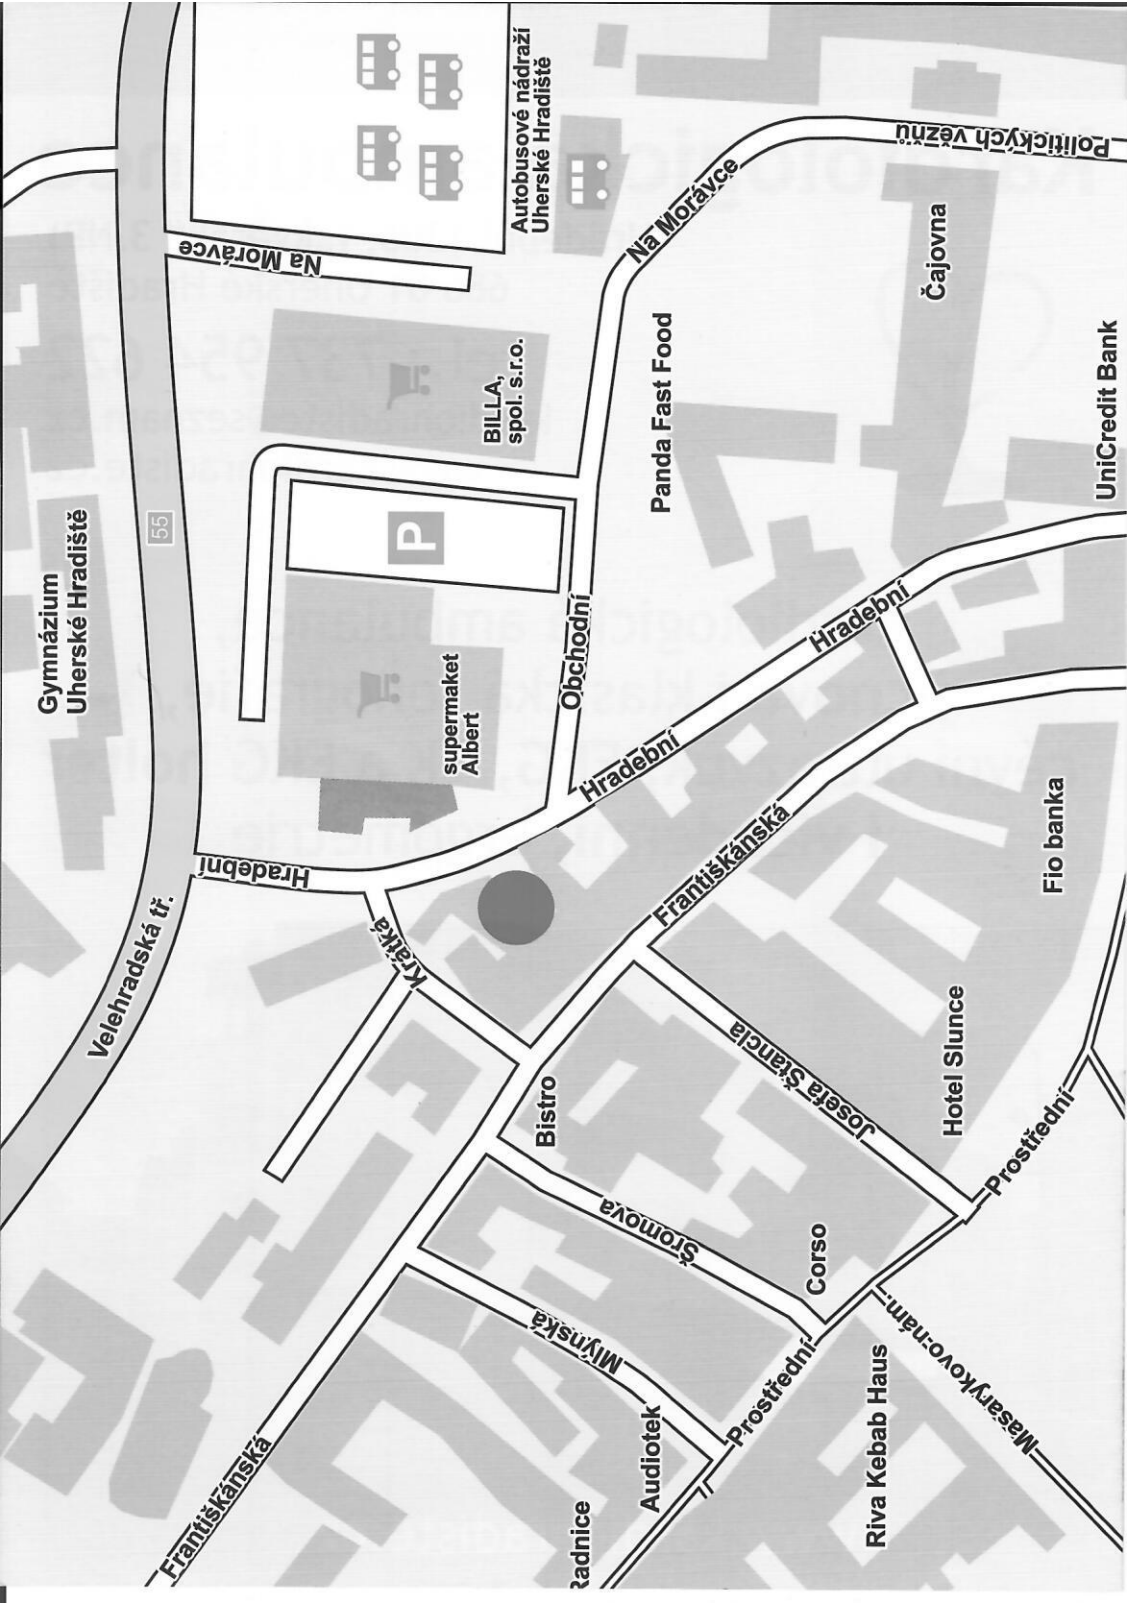 Velehradská tř.
Gymnázium
Uherské Hradiště
55
Na Morávce
Autobusové nádraží
Uherské Hradiště
BILLA,
spol. s.r.o.
P
supermaket
Albert
Hradební
Krátká
Obchodní
Na Morávce
Politických vězňů
Panda Fast Food
Čajovna
UniCredit Bank
Hradební
Hradební
Františkánská
Fio banka
Josefa Štancla
Hotel Slunce
Bistro
Šromova
Corso
Prostřední
Mlýnská
Františkánská
Audiotek
Prostřední
Radnice
Riva Kebab Haus
Masarykovo nám.